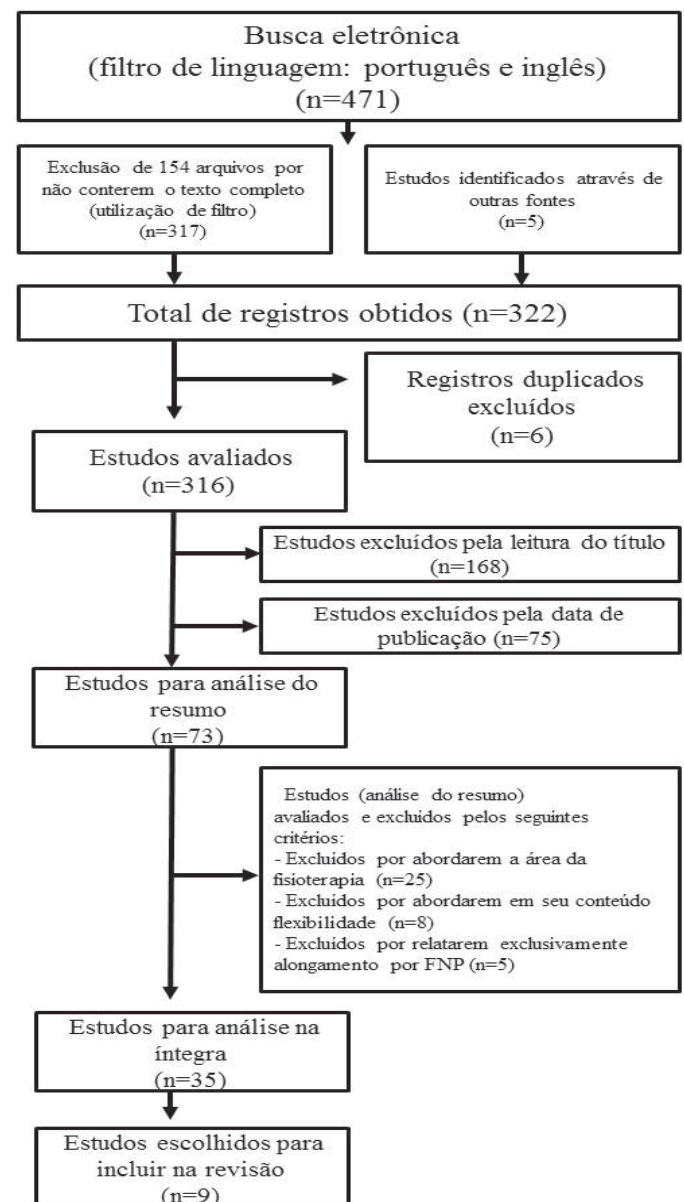 Busca eletrônica
(filtro de linguagem: português e inglês)
(n=471)
Exclusão de 154 arquivos por
não conterem o texto completo
(utilização de filtro)
(n=317)
Estudos identificados através de
outras fontes
(n=5)
Total de registros obtidos (n=322)
Registros duplicados
excluídos
(n=6)
Estudos avaliados
(n=316)
Estudos excluídos pela leitura do título
(n=168)
Estudos excluídos pela data de
publicação (n=75)
Estudos para análise do
resumo
(n=73)
Estudos (análise do resumo)
avaliados e excluidos pelos seguintes
critérios:
- Excluidos por abordarem a área da
fisioterapia (n=25)
- Excluidos por abordarem em seu conteúdo
flexibilidade (n=8)
- Excluidos por relatarem exclusivamente
alongamento por FNP (n=5)
Estudos para análise na
íntegra
(n=35)
Estudos escolhidos para
incluir na revisão
(n=9)